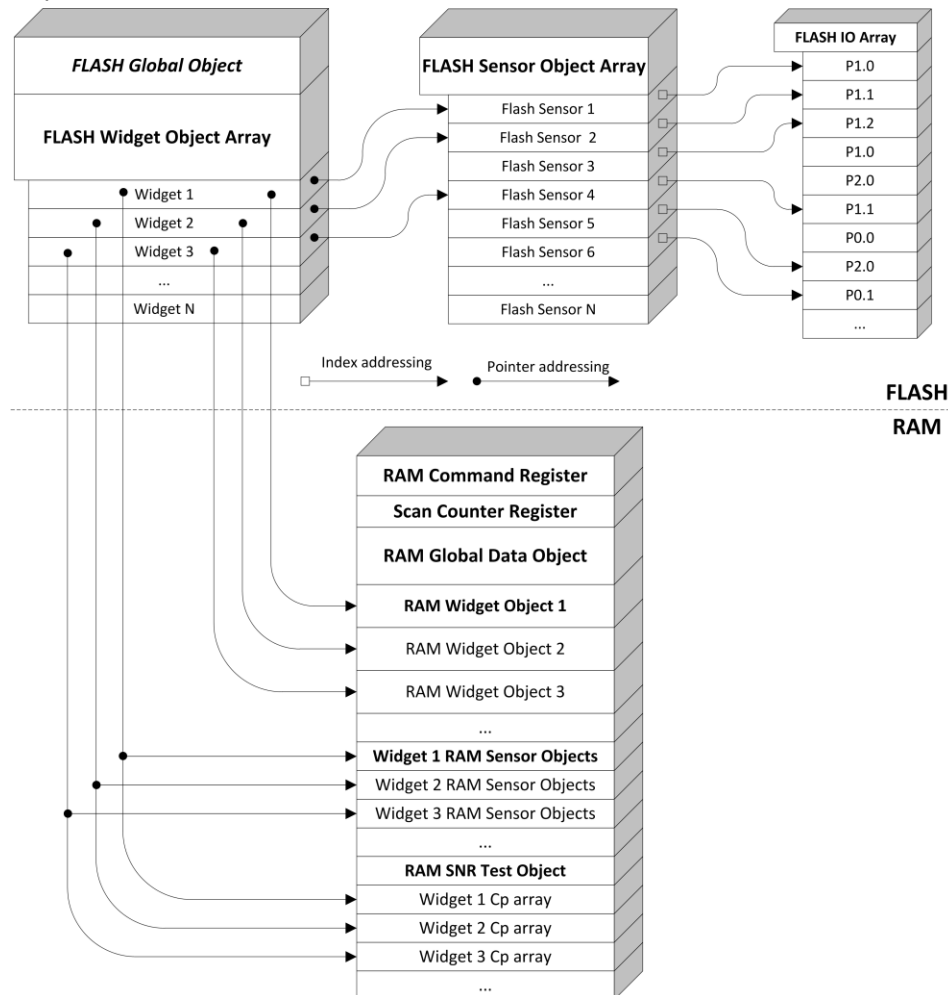 FLASH Global Object
FLASH Widget Object Array
Widget 1
Widget 2
Widget 3
...
Widget N
FLASH Sensor Object Array
Flash Sensor 1
Flash Sensor 2
Flash Sensor 3
Flash Sensor 4
Flash Sensor 5
Flash Sensor 6
...
Flash Sensor N
FLASH IO Array
P1.0
P1.1
P1.2
P1.0
P2.0
P1.1
P0.0
P2.0
P0.1
...
Index addressing
Pointer addressing
FLASH
RAM
RAM Command Register
Scan Counter Register
RAM Global Data Object
RAM Widget Object 1
RAM Widget Object 2
RAM Widget Object 3
...
Widget 1 RAM Sensor Objects
Widget 2 RAM Sensor Objects
Widget 3 RAM Sensor Objects
...
RAM SNR Test Object
Widget 1 Cp array
Widget 2 Cp array
Widget 3 Cp array
...